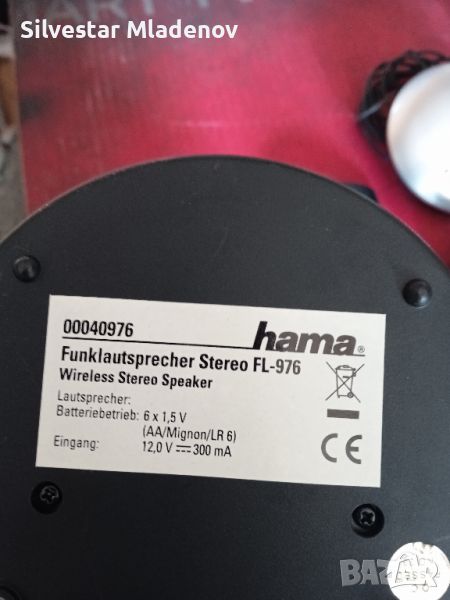 Silvestar Mladenov
00040976
hama®
Funklautsprecher Stereo FL-976
Wireless Stereo Speaker
Lautsprecher:
Batteriebetrieb: 6 x 1,5 V
(AA/Mignon/LR 6)
Eingang: 12,0 V ⎓ 300 mA
CE
BAZAR